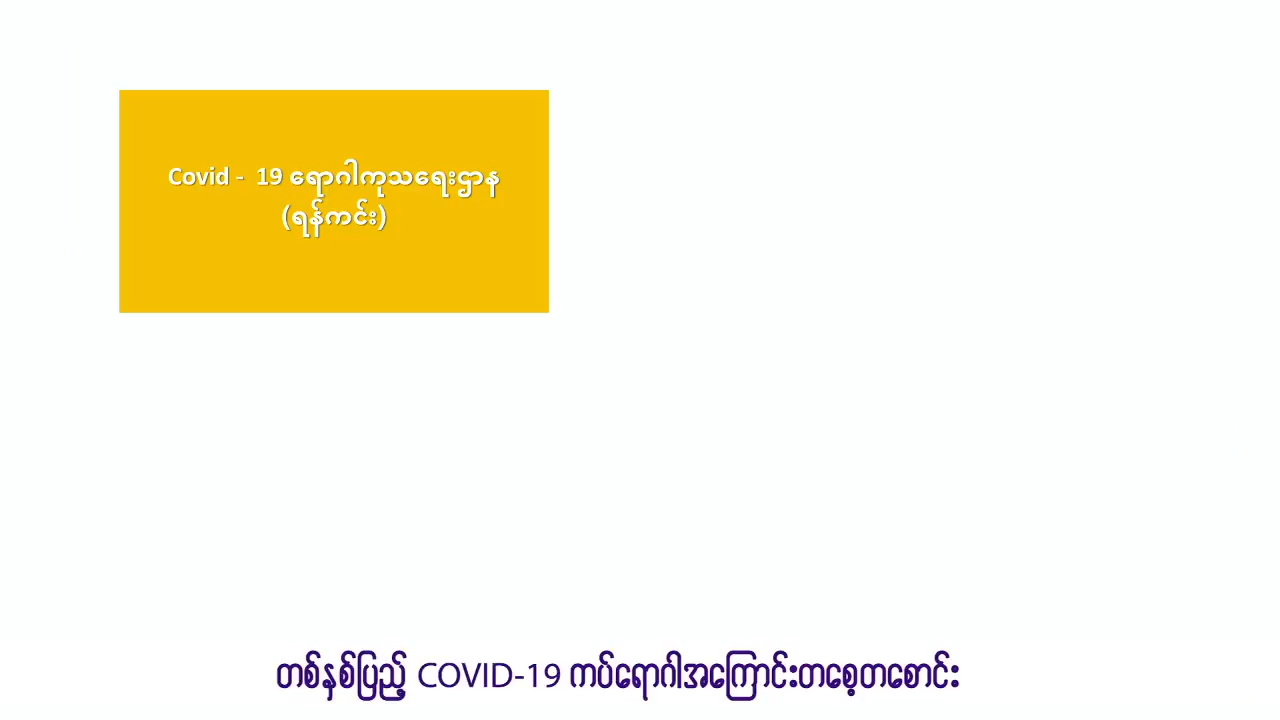 Covid - 19 ရောဂါကုသရေးဌာန
(ရန်ကင်း)
တစ်နှစ်ပြည့် COVID-19 ကပ်ရောဂါအကြောင်းတစေ့တစောင်း